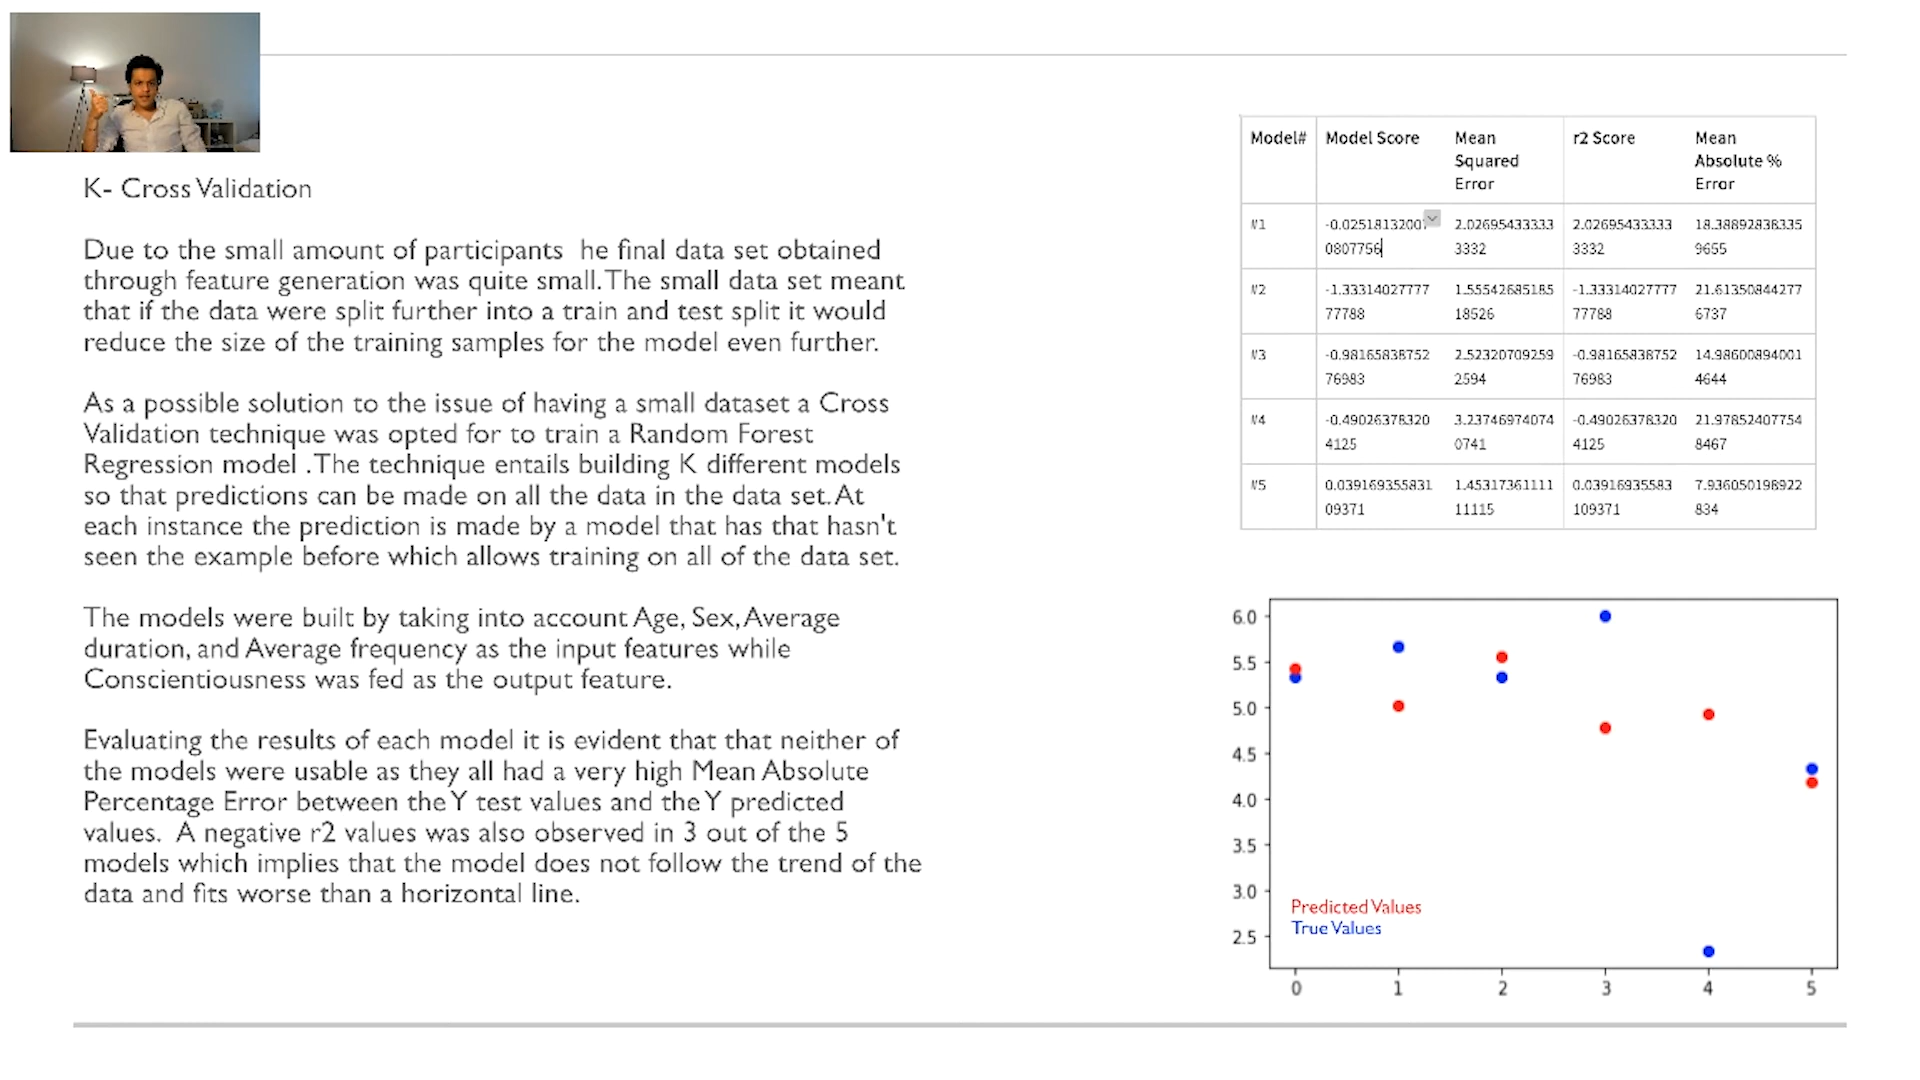 K- Cross Validation
Due to the small amount of participants  he final data set obtained
through feature generation was quite small. The small data set meant
that if the data were split further into a train and test split it would
reduce the size of the training samples for the model even further.
As a possible solution to the issue of having a small dataset a Cross
Validation technique was opted for to train a Random Forest
Regression model .The technique entails building K different models
so that predictions can be made on all the data in the data set. At
each instance the prediction is made by a model that has that hasn't
seen the example before which allows training on all of the data set.
The models were built by taking into account Age, Sex, Average
duration, and Average frequency as the input features while
Conscientiousness was fed as the output feature.
Evaluating the results of each model it is evident that that neither of
the models were usable as they all had a very high Mean Absolute
Percentage Error between the Y test values and the Y predicted
values.  A negative r2 values was also observed in 3 out of the 5
models which implies that the model does not follow the trend of the
data and fits worse than a horizontal line.
Model# Model Score Mean r2 Score Mean
Squared Absolute %
Error Error
#1 -0.02518132007 2.02695433333 2.02695433333 18.38892838335
0807756 3332 3332 9655
#2 -1.33314027777 1.55542685185 -1.33314027777 21.61350844277
77788 18526 77788 6737
#3 -0.98165838752 2.52320709259 -0.98165838752 14.98600894001
76983 2594 76983 4644
#4 -0.49026378320 3.23746974074 -0.49026378320 21.97852407754
4125 0741 4125 8467
#5 0.039169355831 1.45317361111 0.03916935583 7.936050198922
09371 11115 109371 834
6.0
5.5
5.0
4.5
4.0
3.5
3.0
Predicted Values
True Values
2.5
0 1 2 3 4 5